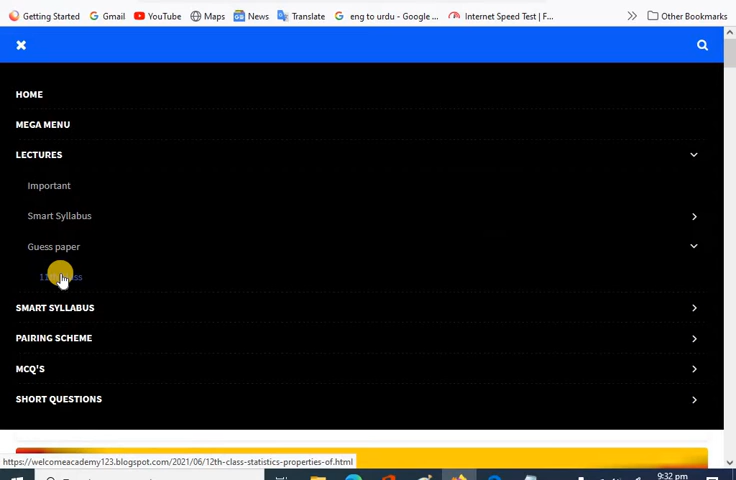 Getting Started Gmail YouTube Maps News Translate eng to urdu - Google ... Internet Speed Test | F... Other Bookmarks
HOME
MEGA MENU
LECTURES
Important
Smart Syllabus
Guess paper
SMART SYLLABUS
PAIRING SCHEME
MCQ'S
SHORT QUESTIONS
https://welcomeacademy123.blogspot.com/2021/06/12th-class-statistics-properties-of.html
9:32 pm